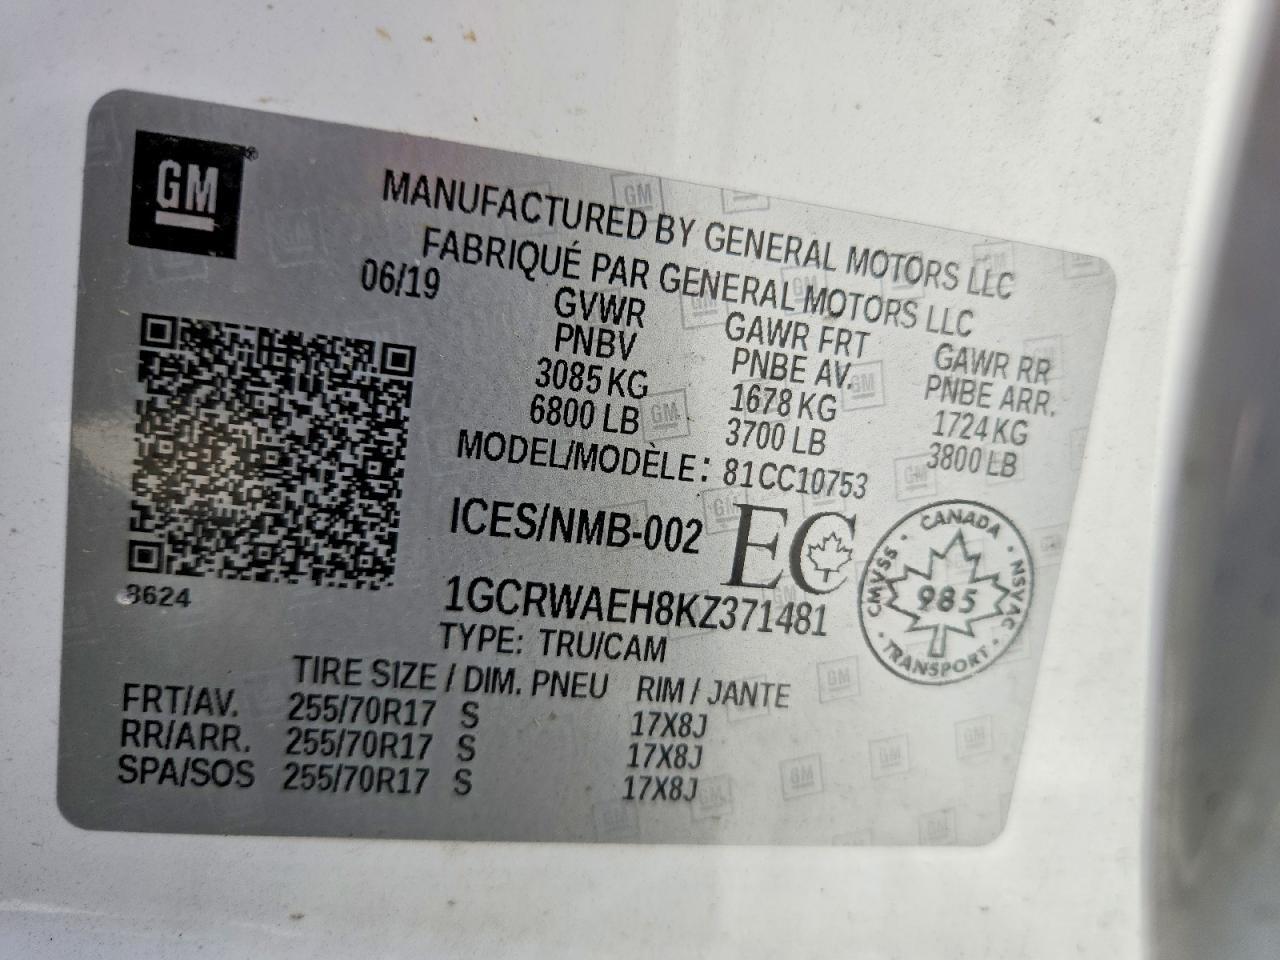 GM
MANUFACTURED BY GENERAL MOTORS LLC
FABRIQUÉ PAR GENERAL MOTORS LLC
06/19
GVWR GAWR FRT GAWR RR
PNBV PNBE AV. PNBE ARR.
3085 KG 1678 KG 1724 KG
6800 LB 3700 LB 3800 LB
MODEL/MODÈLE: 81CC10753
ICES/NMB-002 EC
CANADA · NSVAC · TRANSPORT · CMVSS ·
985
8624
1GCRWAEH8KZ371481
TYPE: TRU/CAM
TIRE SIZE / DIM. PNEU RIM / JANTE
FRT/AV. 255/70R17 S 17X8J
RR/ARR. 255/70R17 S 17X8J
SPA/SOS 255/70R17 S 17X8J